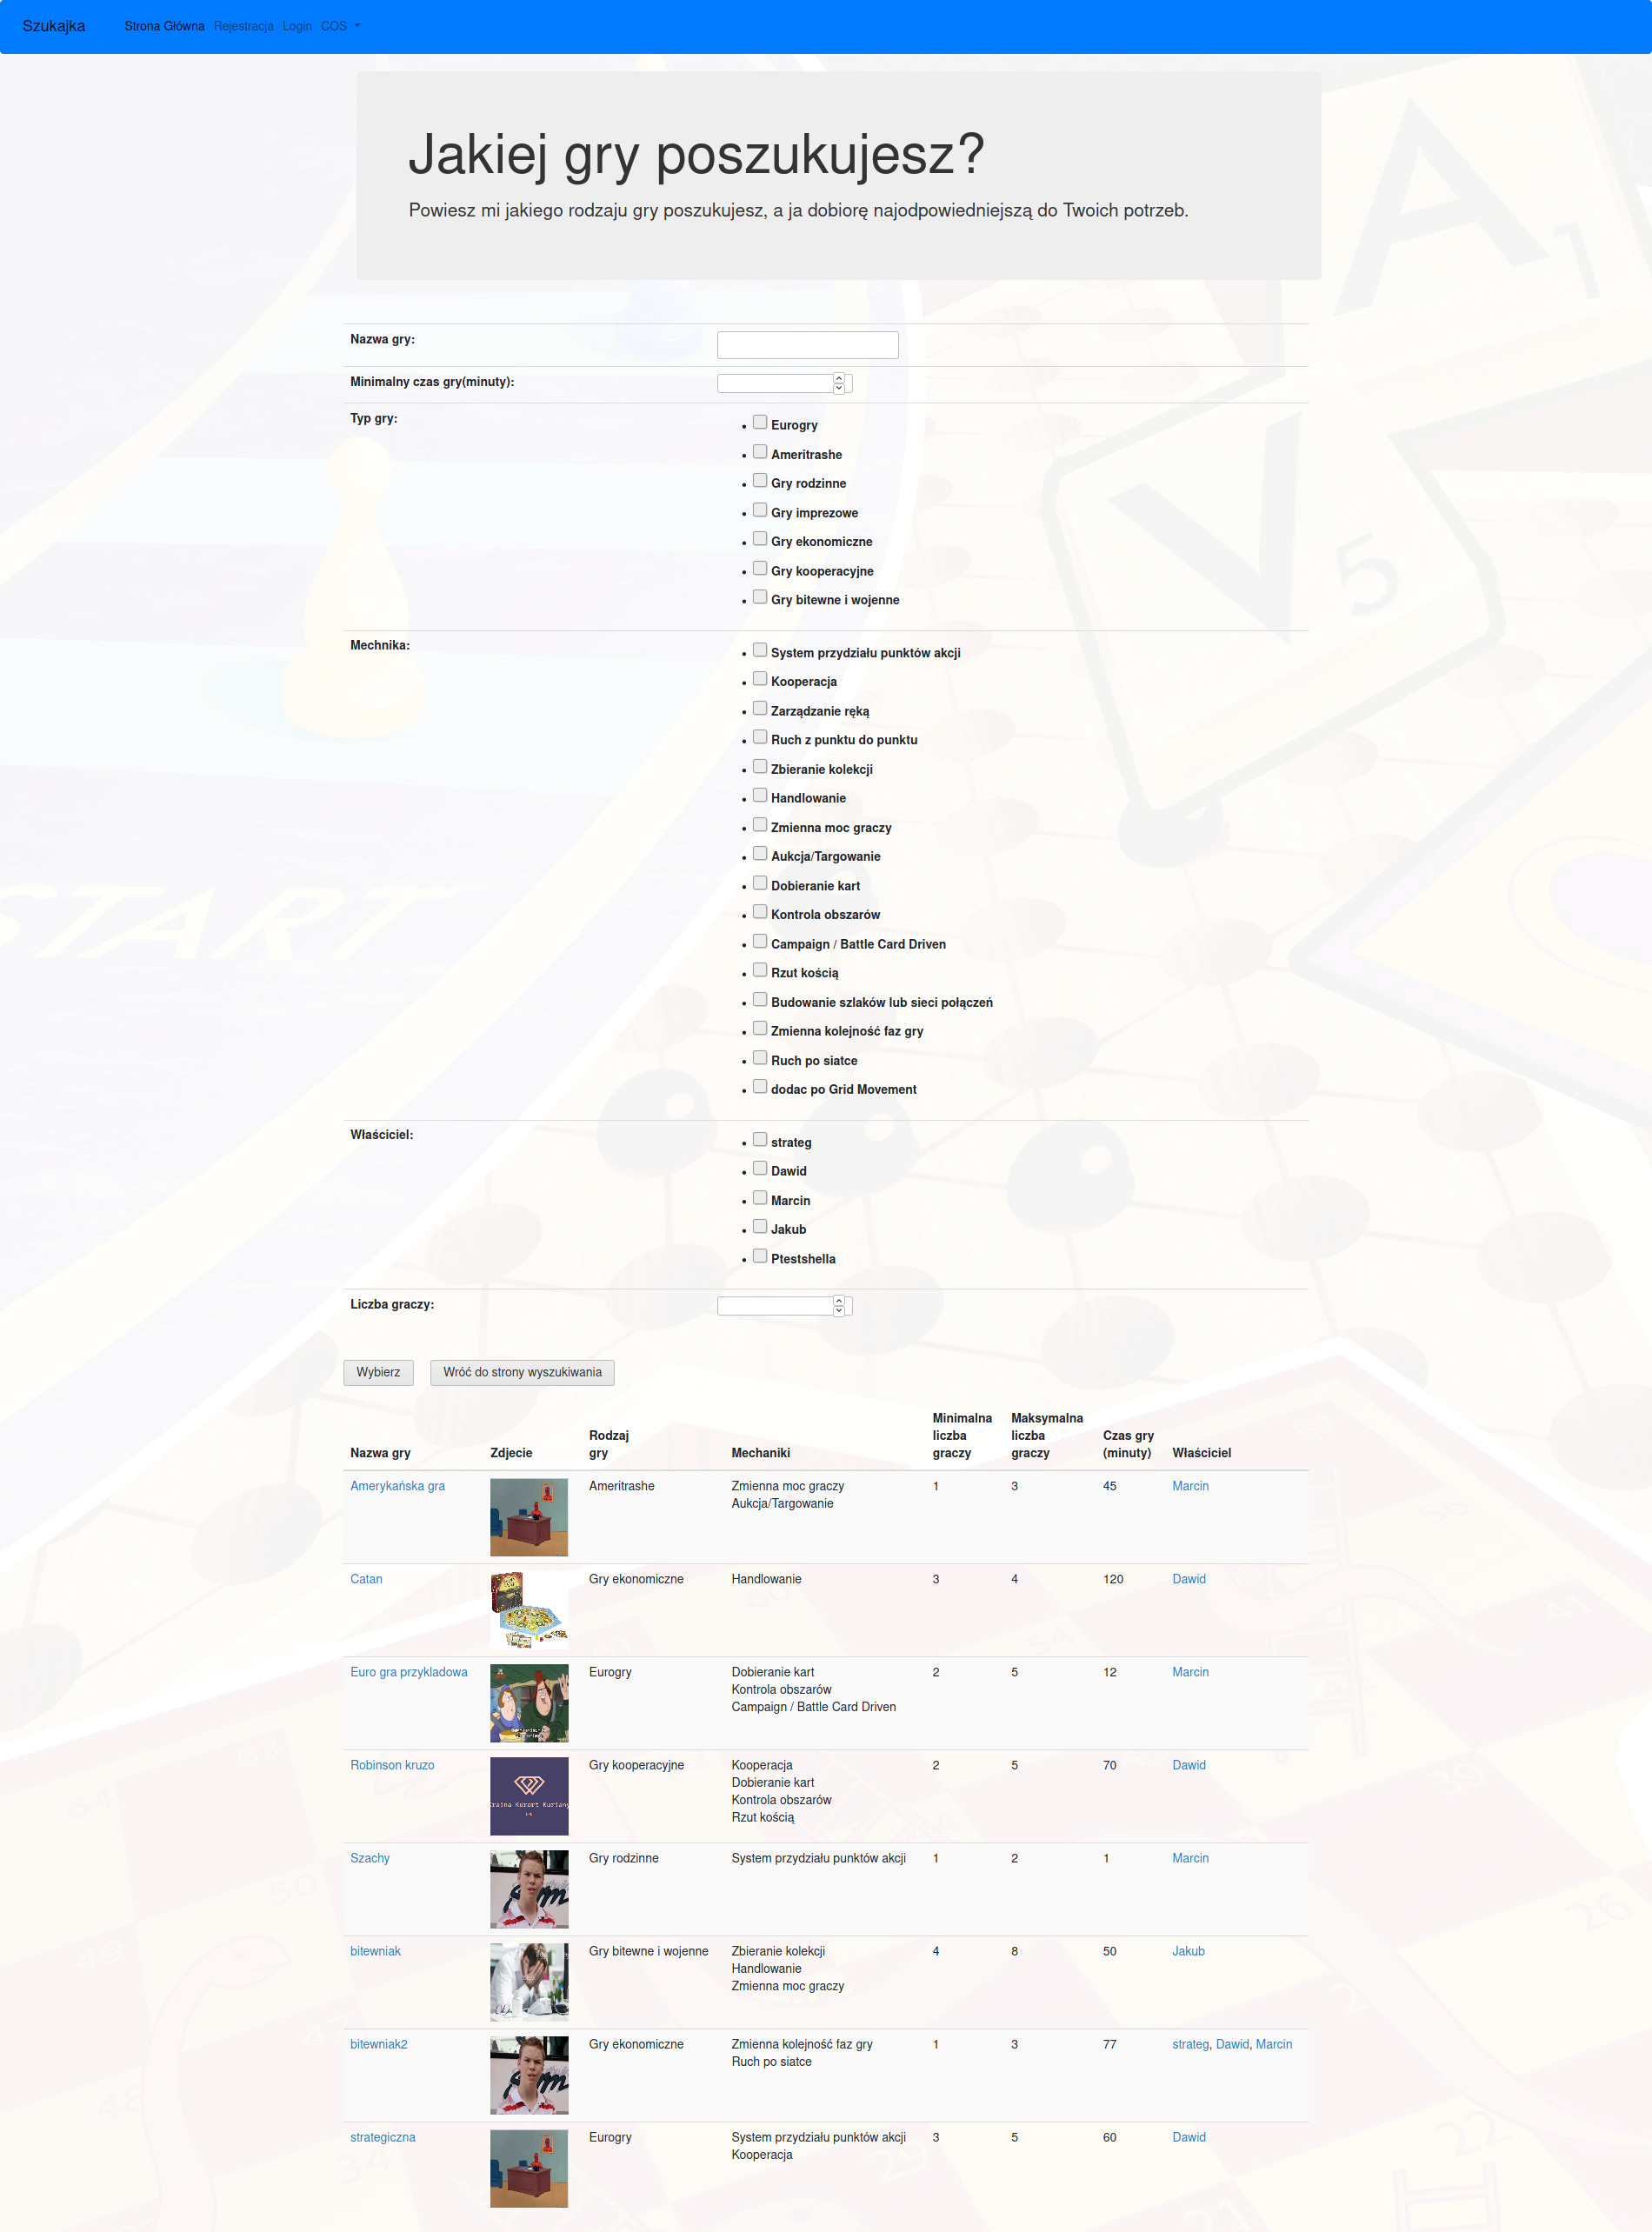 Szukajka Strona Główna Rejestracja Login COS
Jakiej gry poszukujesz?
Powiesz mi jakiego rodzaju gry poszukujesz, a ja dobiorę najodpowiedniejszą do Twoich potrzeb.
Nazwa gry:
Minimalny czas gry(minuty):
Typ gry:
Eurogry
Ameritrashe
Gry rodzinne
Gry imprezowe
Gry ekonomiczne
Gry kooperacyjne
Gry bitewne i wojenne
Mechnika:
System przydziału punktów akcji
Kooperacja
Zarządzanie ręką
Ruch z punktu do punktu
Zbieranie kolekcji
Handlowanie
Zmienna moc graczy
Aukcja/Targowanie
Dobieranie kart
Kontrola obszarów
Campaign / Battle Card Driven
Rzut kością
Budowanie szlaków lub sieci połączeń
Zmienna kolejność faz gry
Ruch po siatce
dodac po Grid Movement
Właściciel:
strateg
Dawid
Marcin
Jakub
Ptestshella
Liczba graczy:
Wybierz Wróć do strony wyszukiwania
Nazwa gry Zdjecie Rodzaj gry Mechaniki Minimalna liczba graczy Maksymalna liczba graczy Czas gry (minuty) Właściciel
Amerykańska gra Ameritrashe Zmienna moc graczy 1 3 45 Marcin
Aukcja/Targowanie
Catan Gry ekonomiczne Handlowanie 3 4 120 Dawid
Euro gra przykladowa Eurogry Dobieranie kart 2 5 12 Marcin
Kontrola obszarów
Campaign / Battle Card Driven
Robinson kruzo Gry kooperacyjne Kooperacja 2 5 70 Dawid
Dobieranie kart
Kontrola obszarów
Rzut kością
Szachy Gry rodzinne System przydziału punktów akcji 1 2 1 Marcin
bitewniak Gry bitewne i wojenne Zbieranie kolekcji 4 8 50 Jakub
Handlowanie
Zmienna moc graczy
bitewniak2 Gry ekonomiczne Zmienna kolejność faz gry 1 3 77 strateg, Dawid, Marcin
Ruch po siatce
strategiczna Eurogry System przydziału punktów akcji 3 5 60 Dawid
Kooperacja
START
A
1
V
5